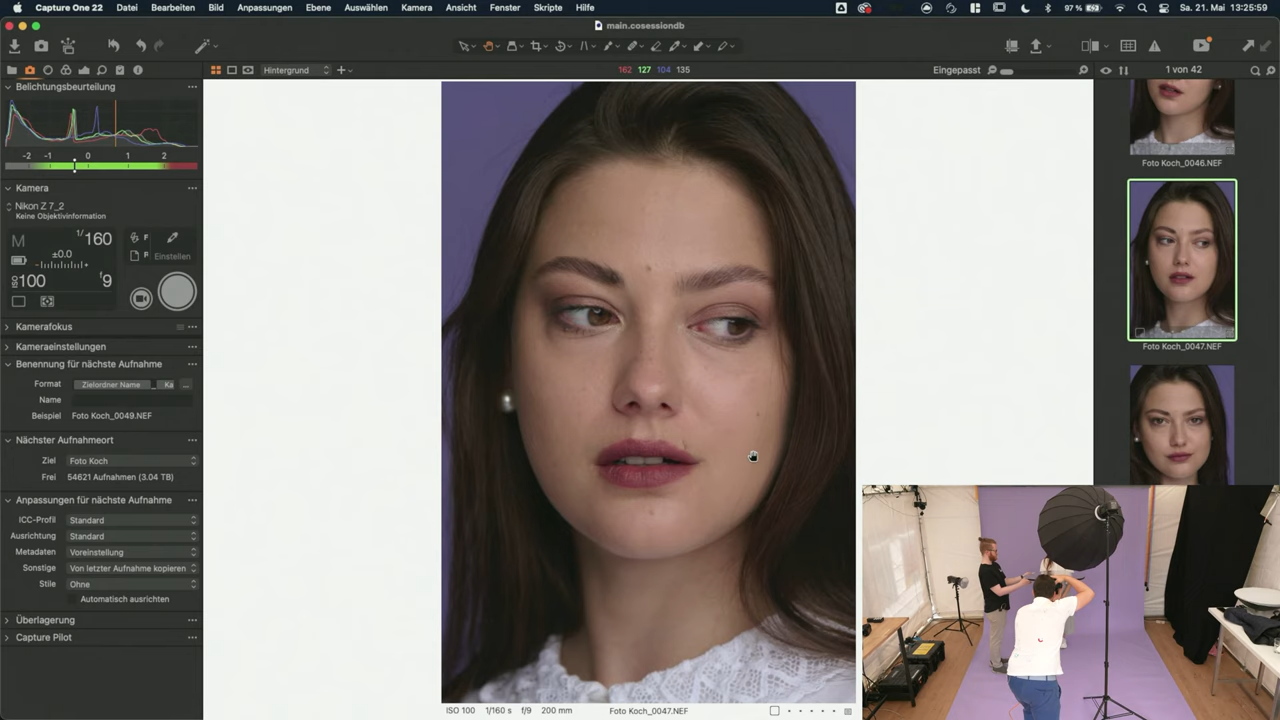 Capture One 22 Datei Bearbeiten Bild Anpassungen Ebene Auswählen Kamera Ansicht Fenster Skripte Hilfe 97 % Sa. 21. Mai 13:25:59
main.cosessiondb
Hintergrund 162 127 104 135 Eingepasst 1 von 42
Belichtungsbeurteilung
-2 -1 0 1 2
Kamera
Nikon Z 7_2
Keine Objektivinformation
M 1/160 F
±0.0 F Einstellen
ISO 100 f9
Kamerafokus
Kameraeinstellungen
Benennung für nächste Aufnahme
Format Zielordner Name _ Ka ...
Name
Beispiel Foto Koch_0049.NEF
Nächster Aufnahmeort
Ziel Foto Koch
Frei 54621 Aufnahmen (3.04 TB)
Anpassungen für nächste Aufnahme
ICC-Profil Standard
Ausrichtung Standard
Metadaten Voreinstellung
Sonstige Von letzter Aufnahme kopieren
Stile Ohne
Automatisch ausrichten
Überlagerung
Capture Pilot
ISO 100 1/160 s f/9 200 mm Foto Koch_0047.NEF
Foto Koch_0046.NEF
Foto Koch_0047.NEF